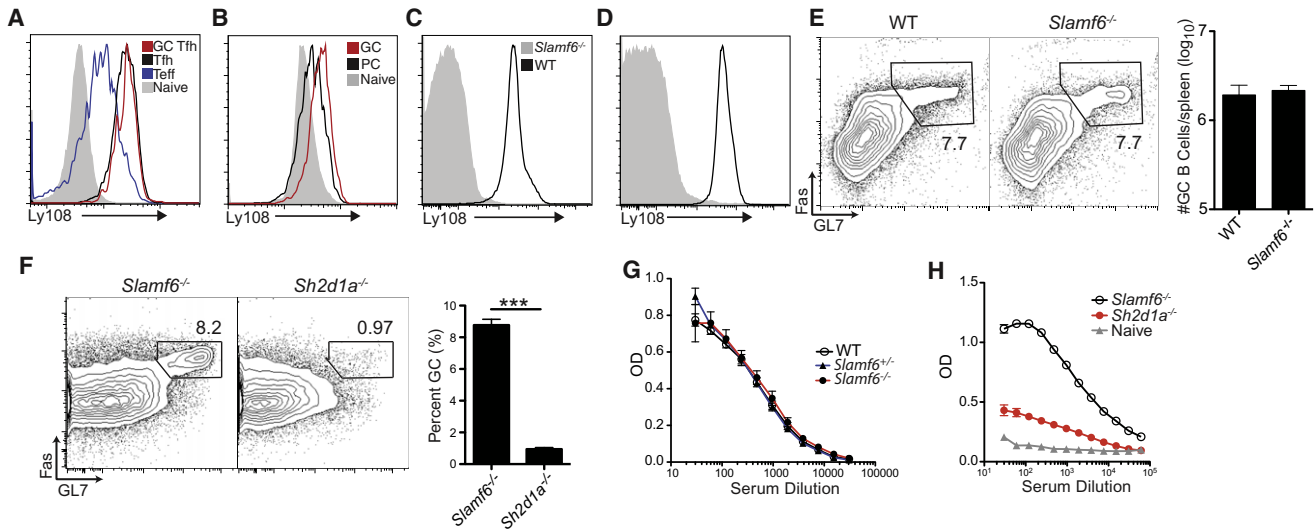 A
GC Tfh
Tfh
Teff
Naive
Ly108
B
GC
PC
Naive
Ly108
C
Slamf6-/-
WT
Ly108
D
Ly108
E
WT
Slamf6-/-
7.7
7.7
Fas
GL7
#GC B Cells/spleen (log10)
7
6
5
WT
Slamf6-/-
F
Slamf6-/-
Sh2d1a-/-
8.2
0.97
Fas
GL7
Percent GC (%)
10
8
6
4
2
0
***
Slamf6-/-
Sh2d1a-/-
G
OD
1.0
0.8
0.6
0.4
0.2
0.0
WT
Slamf6+/-
Slamf6-/-
10 1000 1000 10000 100000
Serum Dilution
H
OD
1.5
1.0
0.5
0.0
Slamf6-/-
Sh2d1a-/-
Naive
10¹ 10² 10³ 10⁴ 10⁵
Serum Dilution